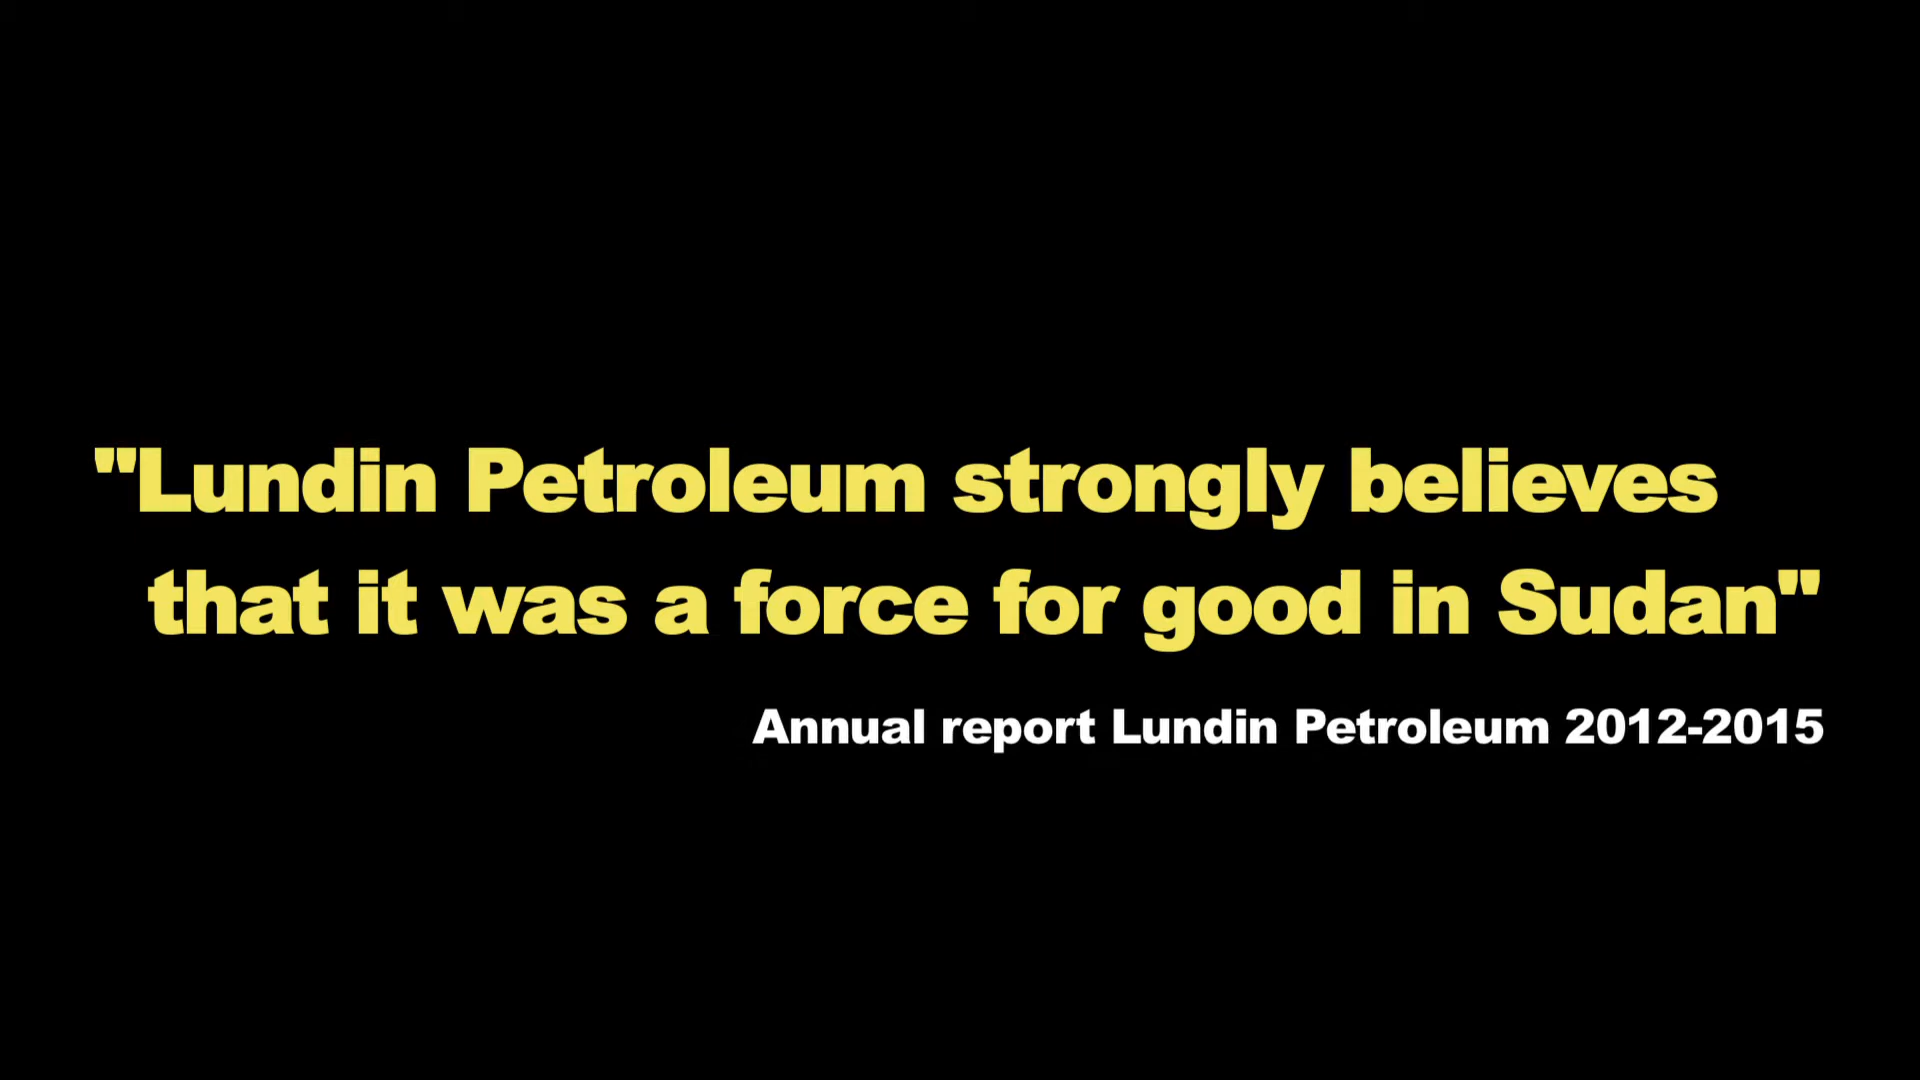 "Lundin Petroleum strongly believes
that it was a force for good in Sudan"
Annual report Lundin Petroleum 2012-2015